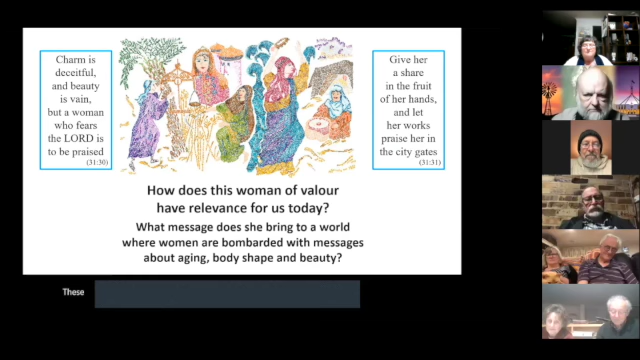 Charm is
deceitful,
and beauty
is vain,
but a woman
who fears
the LORD is
to be praised
(31:30)
Give her
a share
in the fruit
of her hands,
and let
her works
praise her in
the city gates
(31:31)
How does this woman of valour
have relevance for us today?
What message does she bring to a world
where women are bombarded with messages
about aging, body shape and beauty?
These